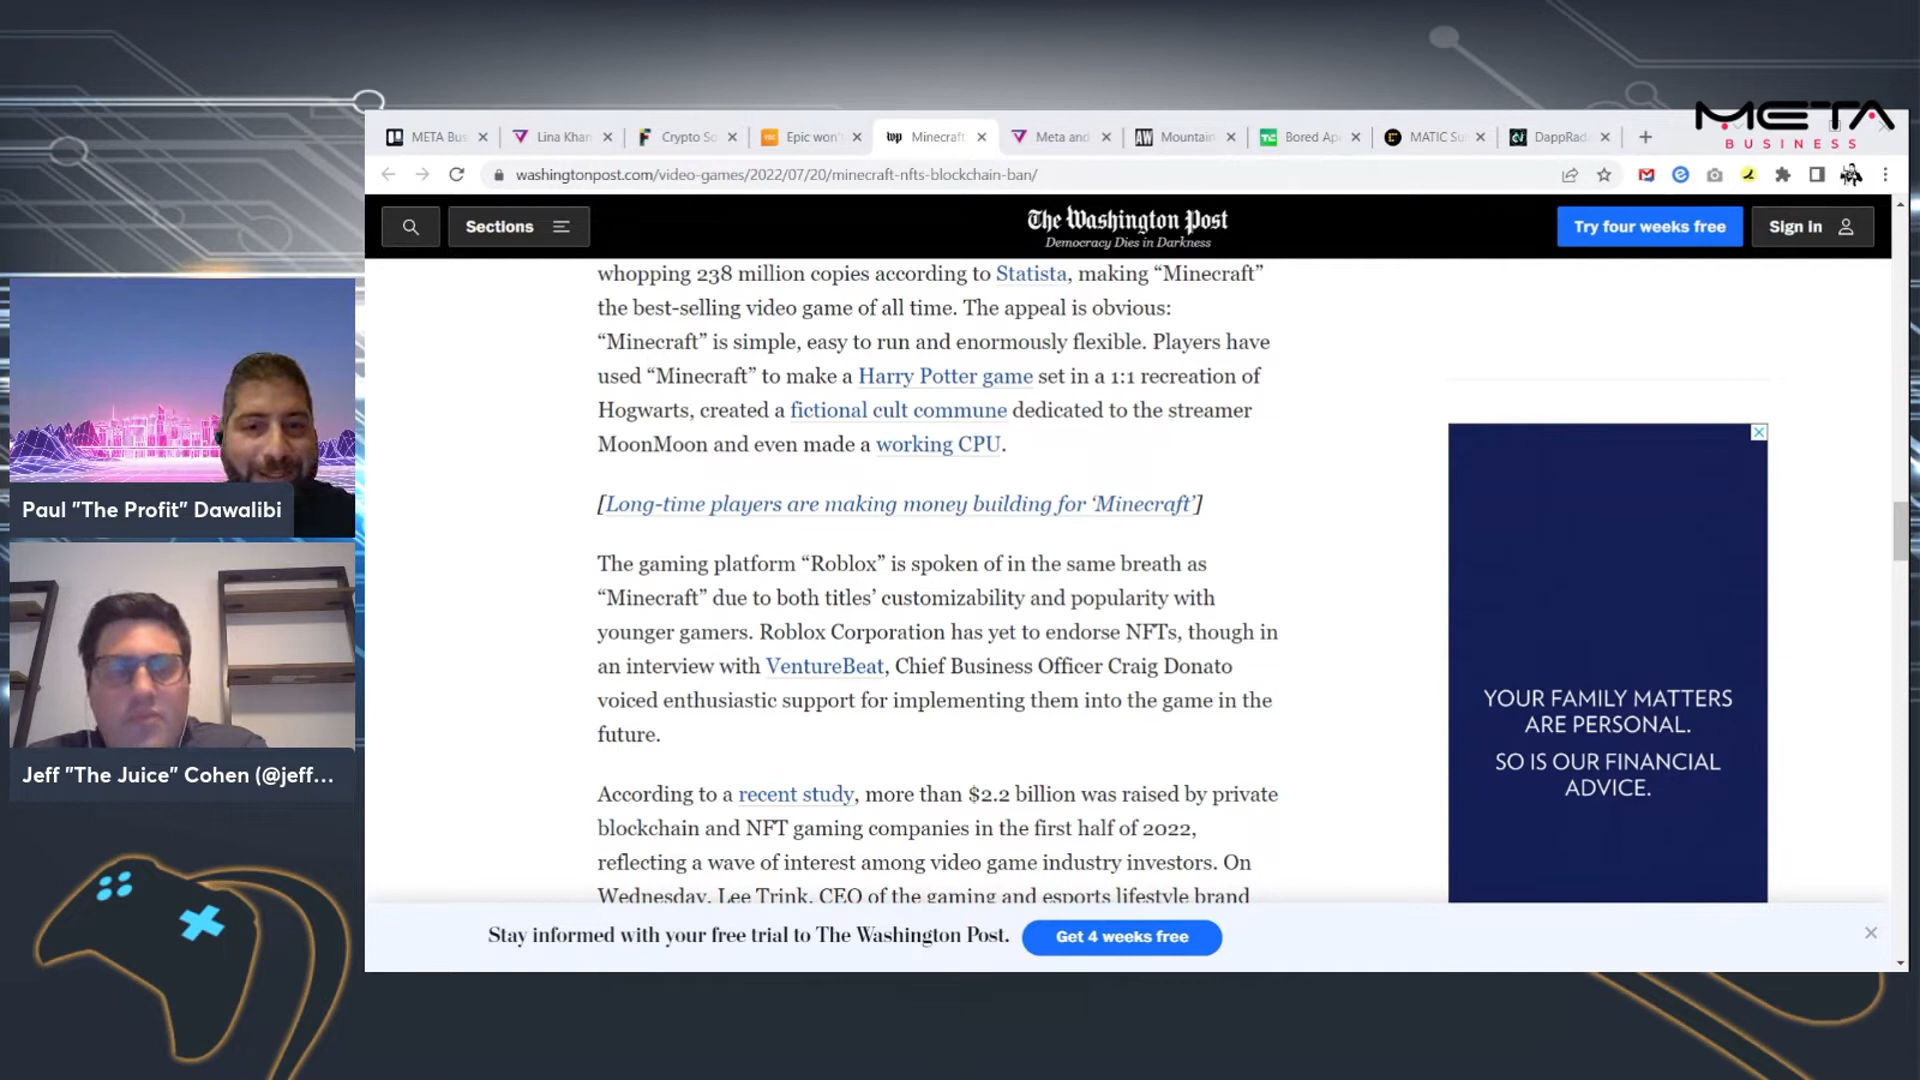 META
BUSINESS
META Bus
Lina Khan
Crypto So
Epic won'
Minecraft
Meta and
Mountain
Bored Ap
MATIC Su
DappRad
washingtonpost.com/video-games/2022/07/20/minecraft-nfts-blockchain-ban/
Sections
The Washington Post
Democracy Dies in Darkness
Try four weeks free
Sign In
whopping 238 million copies according to Statista, making “Minecraft”
the best-selling video game of all time. The appeal is obvious:
“Minecraft” is simple, easy to run and enormously flexible. Players have
used “Minecraft” to make a Harry Potter game set in a 1:1 recreation of
Hogwarts, created a fictional cult commune dedicated to the streamer
MoonMoon and even made a working CPU.
[Long-time players are making money building for ‘Minecraft’]
The gaming platform “Roblox” is spoken of in the same breath as
“Minecraft” due to both titles’ customizability and popularity with
younger gamers. Roblox Corporation has yet to endorse NFTs, though in
an interview with VentureBeat, Chief Business Officer Craig Donato
voiced enthusiastic support for implementing them into the game in the
future.
According to a recent study, more than $2.2 billion was raised by private
blockchain and NFT gaming companies in the first half of 2022,
reflecting a wave of interest among video game industry investors. On
Wednesday, Lee Trink, CEO of the gaming and esports lifestyle brand
YOUR FAMILY MATTERS
ARE PERSONAL.
SO IS OUR FINANCIAL
ADVICE.
Stay informed with your free trial to The Washington Post.
Get 4 weeks free
Paul "The Profit" Dawalibi
Jeff "The Juice" Cohen (@jeff...